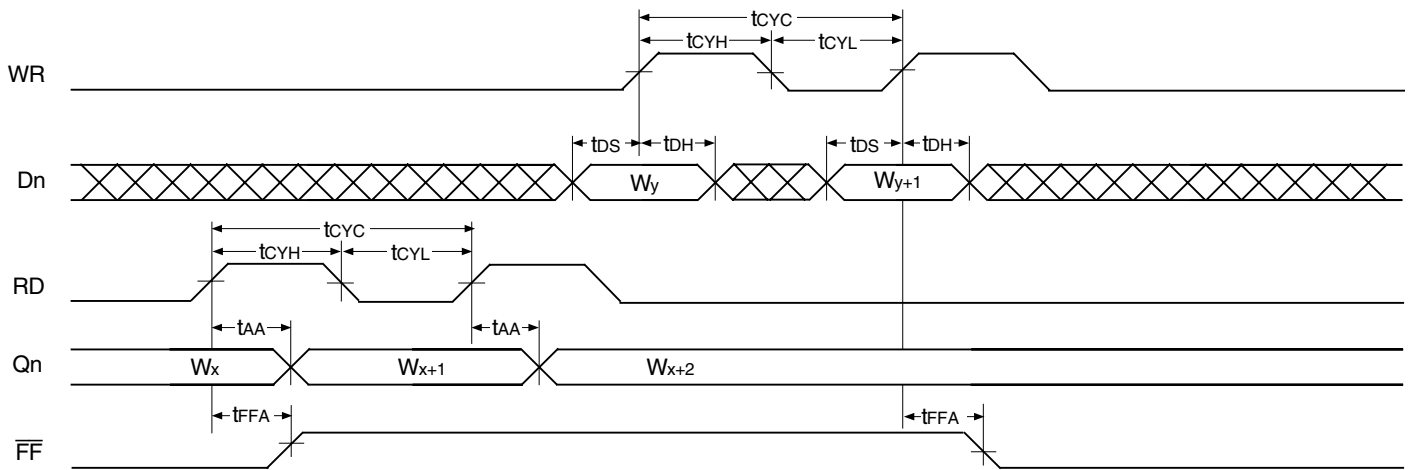 tCYC
tCYH tCYL
WR
tDS tDH tDS tDH
Dn Wy Wy+1
tCYC
tCYH tCYL
RD
tAA tAA
Qn Wx Wx+1 Wx+2
tFFA tFFA
F̅F̅